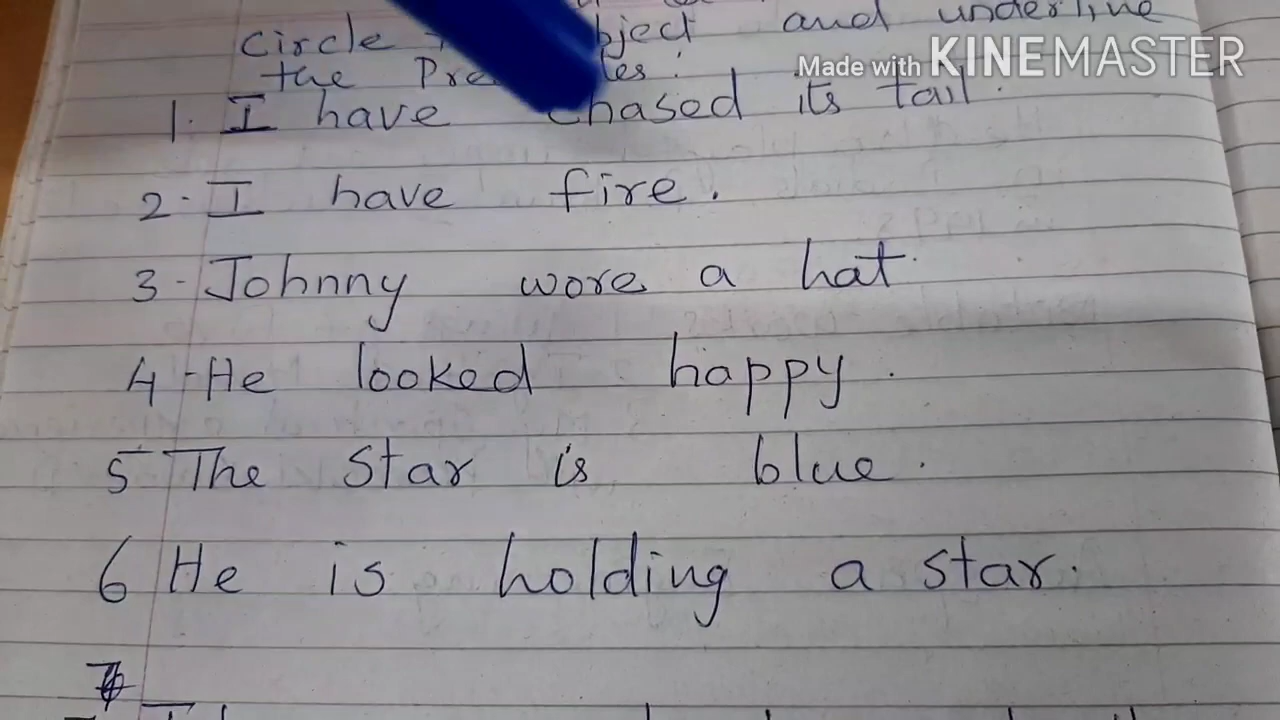 Circle and underline
the
Made with KINEMASTER
1. I have chased its tail.
2. I have fire.
3 - Johnny wore a hat.
4 - He looked happy.
5 - The star is blue.
6 He is holding a star.